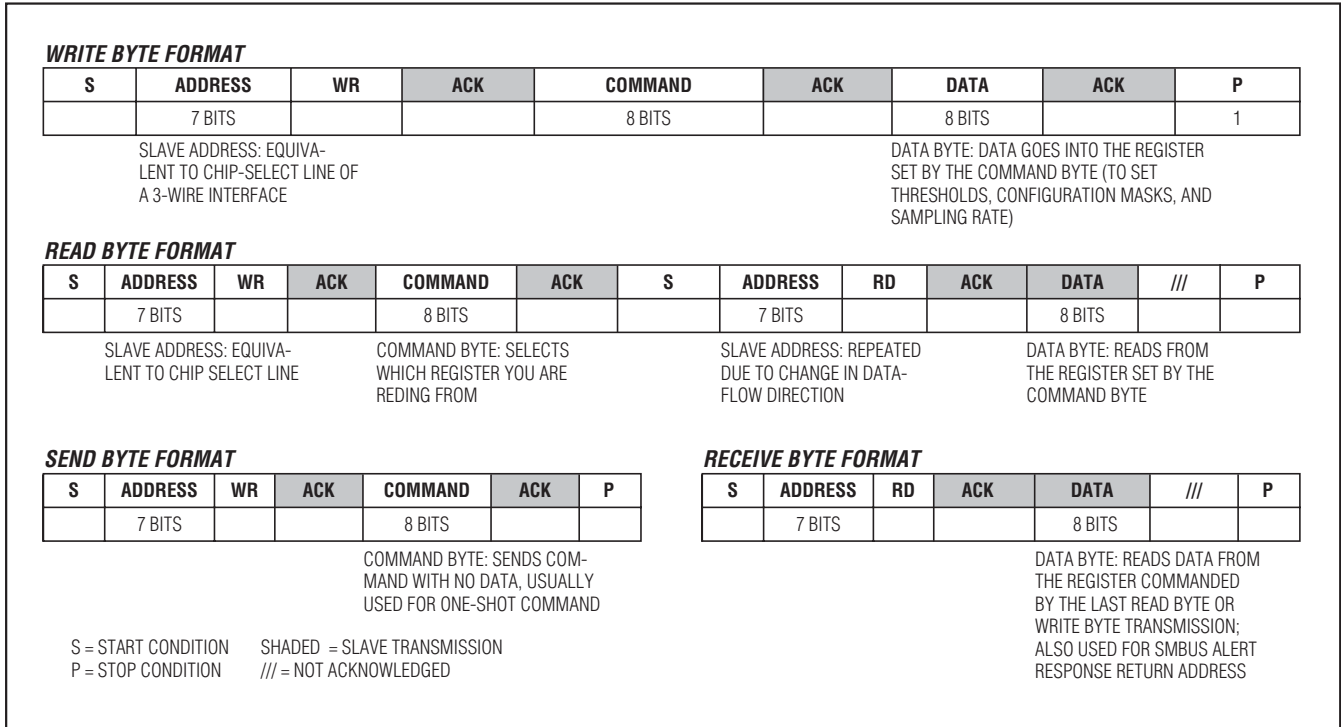 WRITE BYTE FORMAT
S ADDRESS WR ACK COMMAND ACK DATA ACK P
7 BITS 8 BITS 8 BITS 1
SLAVE ADDRESS: EQUIVA-
LENT TO CHIP-SELECT LINE OF
A 3-WIRE INTERFACE
DATA BYTE: DATA GOES INTO THE REGISTER
SET BY THE COMMAND BYTE (TO SET
THRESHOLDS, CONFIGURATION MASKS, AND
SAMPLING RATE)
READ BYTE FORMAT
S ADDRESS WR ACK COMMAND ACK S ADDRESS RD ACK DATA /// P
7 BITS 8 BITS 7 BITS 8 BITS
SLAVE ADDRESS: EQUIVA-
LENT TO CHIP SELECT LINE
COMMAND BYTE: SELECTS
WHICH REGISTER YOU ARE
REDING FROM
SLAVE ADDRESS: REPEATED
DUE TO CHANGE IN DATA-
FLOW DIRECTION
DATA BYTE: READS FROM
THE REGISTER SET BY THE
COMMAND BYTE
SEND BYTE FORMAT
S ADDRESS WR ACK COMMAND ACK P
7 BITS 8 BITS
COMMAND BYTE: SENDS COM-
MAND WITH NO DATA, USUALLY
USED FOR ONE-SHOT COMMAND
RECEIVE BYTE FORMAT
S ADDRESS RD ACK DATA /// P
7 BITS 8 BITS
DATA BYTE: READS DATA FROM
THE REGISTER COMMANDED
BY THE LAST READ BYTE OR
WRITE BYTE TRANSMISSION;
ALSO USED FOR SMBUS ALERT
RESPONSE RETURN ADDRESS
S = START CONDITION SHADED = SLAVE TRANSMISSION
P = STOP CONDITION /// = NOT ACKNOWLEDGED